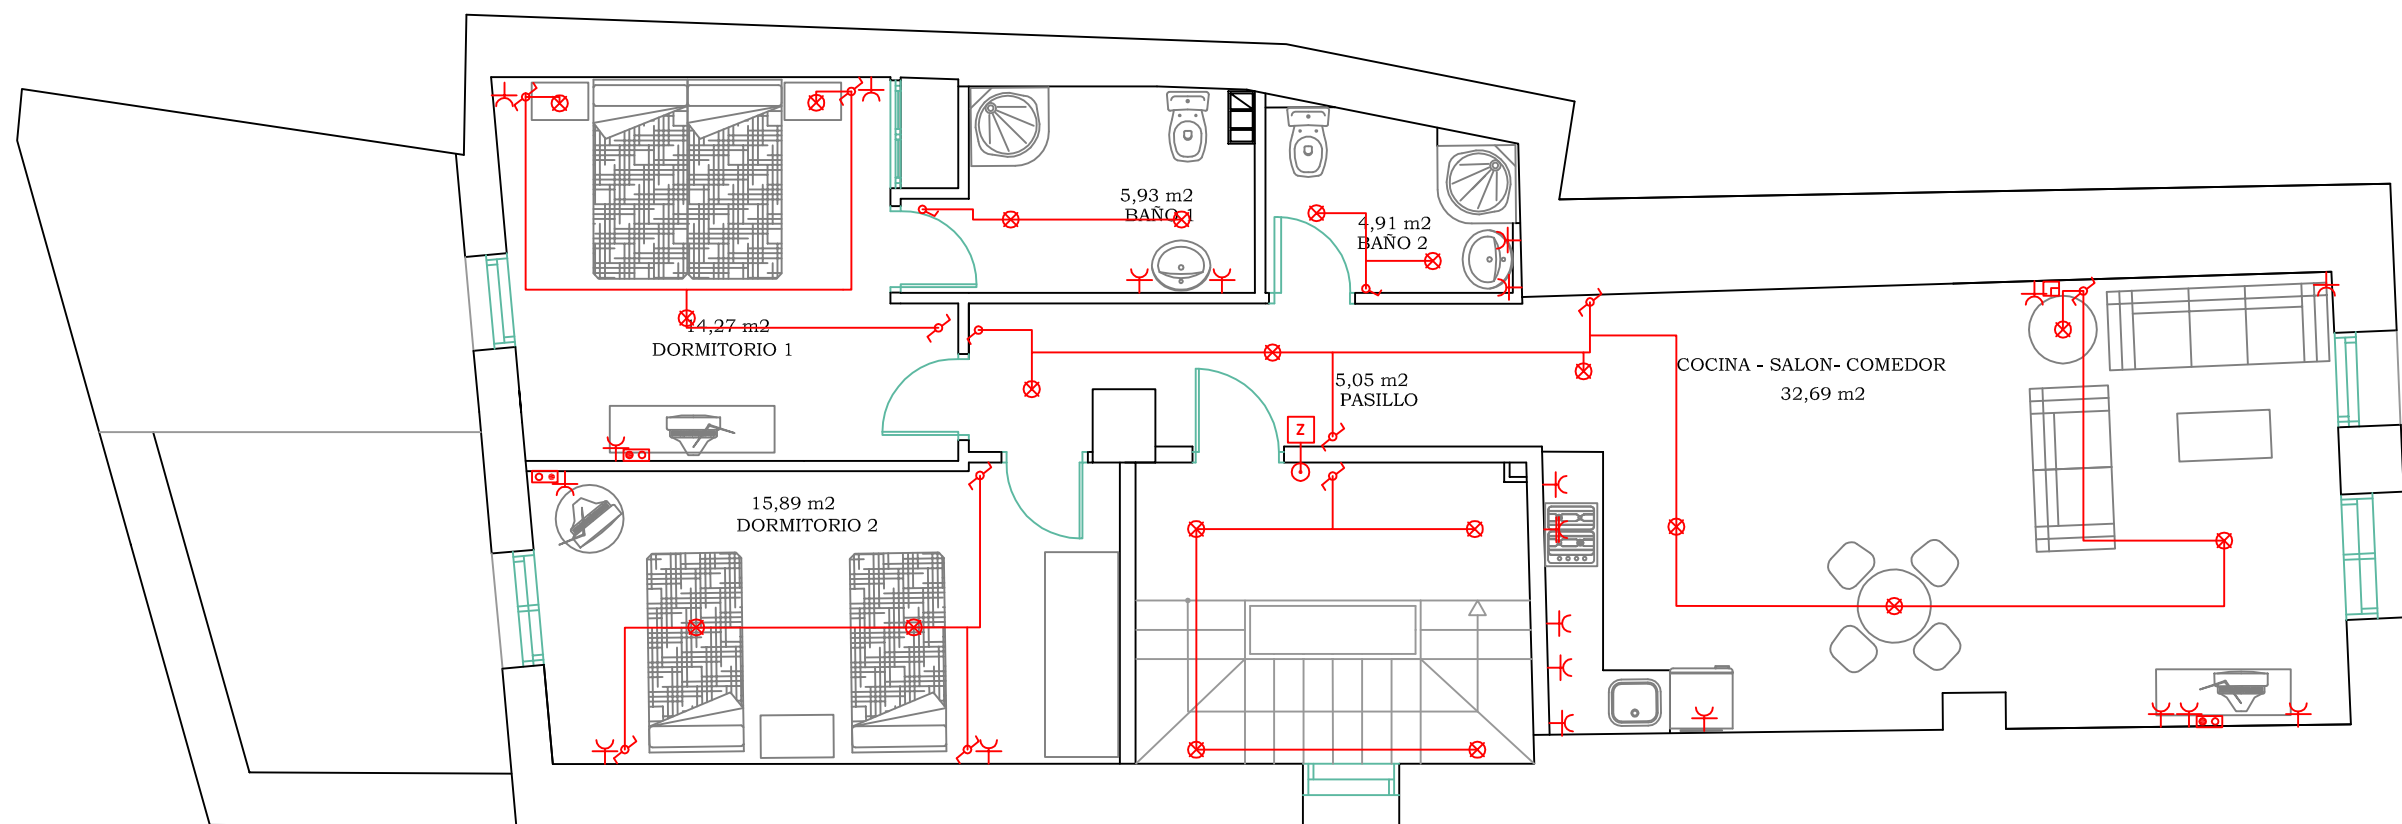 5,93 m2
BAÑO 1
4,91 m2
BAÑO 2
14,27 m2
DORMITORIO 1
COCINA - SALON- COMEDOR
32,69 m2
5,05 m2
PASILLO
Z
15,89 m2
DORMITORIO 2